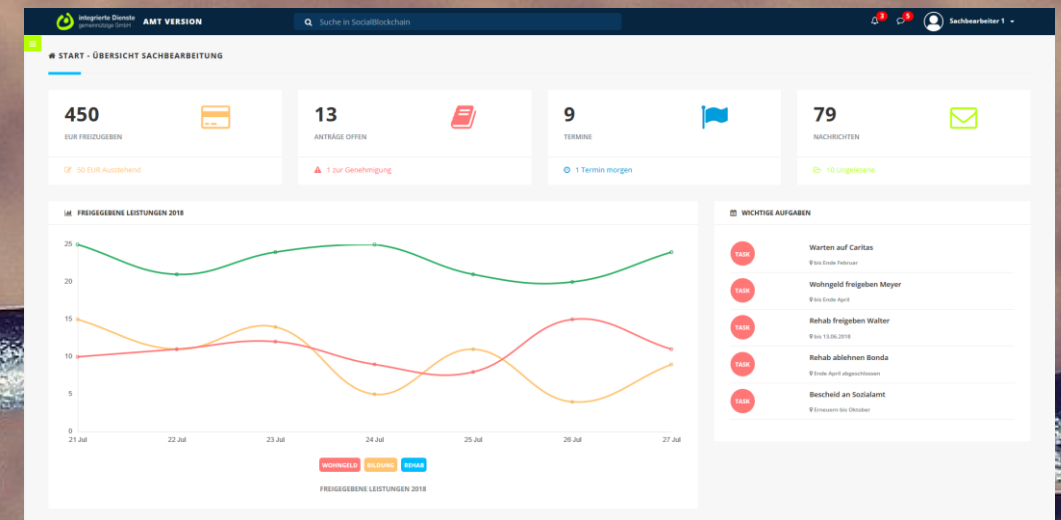 integrierte Dienste
gemeinnützige GmbH
AMT VERSION
Suche in SocialBlockchain
3
5
Sachbearbeiter 1
START - ÜBERSICHT SACHBEARBEITUNG
450
EUR FREIZUGEBEN
50 EUR Ausstehend
13
ANTRÄGE OFFEN
1 zur Genehmigung
9
TERMINE
1 Termin morgen
79
NACHRICHTEN
10 Ungelesene
FREIGEGEBENE LEISTUNGEN 2018
25
20
15
10
5
0
21 Jul 22 Jul 23 Jul 24 Jul 25 Jul 26 Jul 27 Jul
WOHNGELD BILDUNG REHAB
FREIGEGEBENE LEISTUNGEN 2018
WICHTIGE AUFGABEN
TASK
Warten auf Caritas
bis Ende Februar
TASK
Wohngeld freigeben Meyer
bis Ende April
TASK
Rehab freigeben Walter
bis 13.06.2018
TASK
Rehab ablehnen Bonda
Ende April abgeschlossen
TASK
Bescheid an Sozialamt
Erneuern bis Oktober